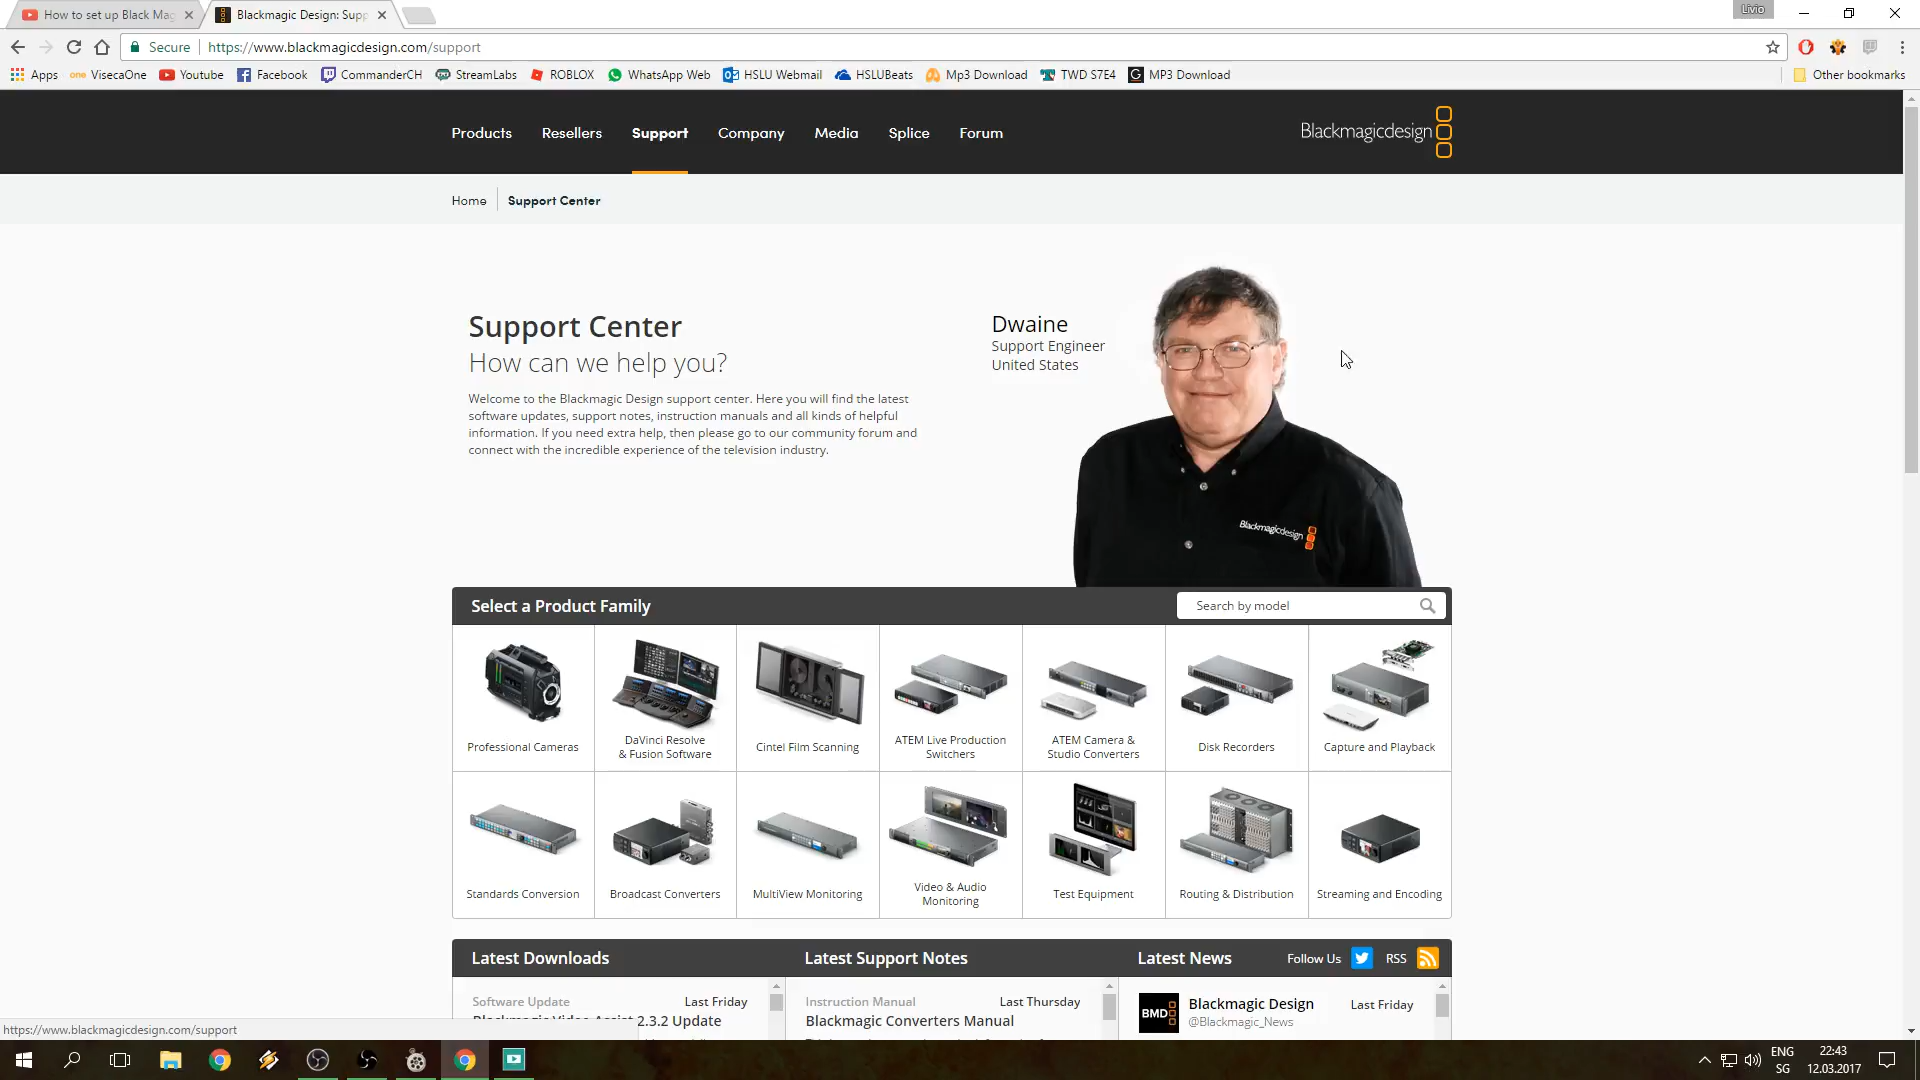 How to set up Black Mag
Blackmagic Design: Supp
Livio
Secure
https://www.blackmagicdesign.com/support
Apps
one VisecaOne
Youtube
Facebook
CommanderCH
StreamLabs
ROBLOX
WhatsApp Web
HSLU Webmail
HSLUBeats
Mp3 Download
TWD S7E4
MP3 Download
Other bookmarks
Products
Resellers
Support
Company
Media
Splice
Forum
Blackmagicdesign
Home
Support Center
Support Center
How can we help you?
Welcome to the Blackmagic Design support center. Here you will find the latest
software updates, support notes, instruction manuals and all kinds of helpful
information. If you need extra help, then please go to our community forum and
connect with the incredible experience of the television industry.
Dwaine
Support Engineer
United States
Blackmagicdesign
Select a Product Family
Search by model
Professional Cameras
DaVinci Resolve
& Fusion Software
Cintel Film Scanning
ATEM Live Production
Switchers
ATEM Camera &
Studio Converters
Disk Recorders
Capture and Playback
Standards Conversion
Broadcast Converters
MultiView Monitoring
Video & Audio
Monitoring
Test Equipment
Routing & Distribution
Streaming and Encoding
Latest Downloads
Software Update
Last Friday
Blackmagic Video Assist 2.3.2 Update
Latest Support Notes
Instruction Manual
Last Thursday
Blackmagic Converters Manual
Latest News
Follow Us
RSS
BMD
Blackmagic Design
Last Friday
@Blackmagic_News
https://www.blackmagicdesign.com/support
ENG
SG
22:43
12.03.2017